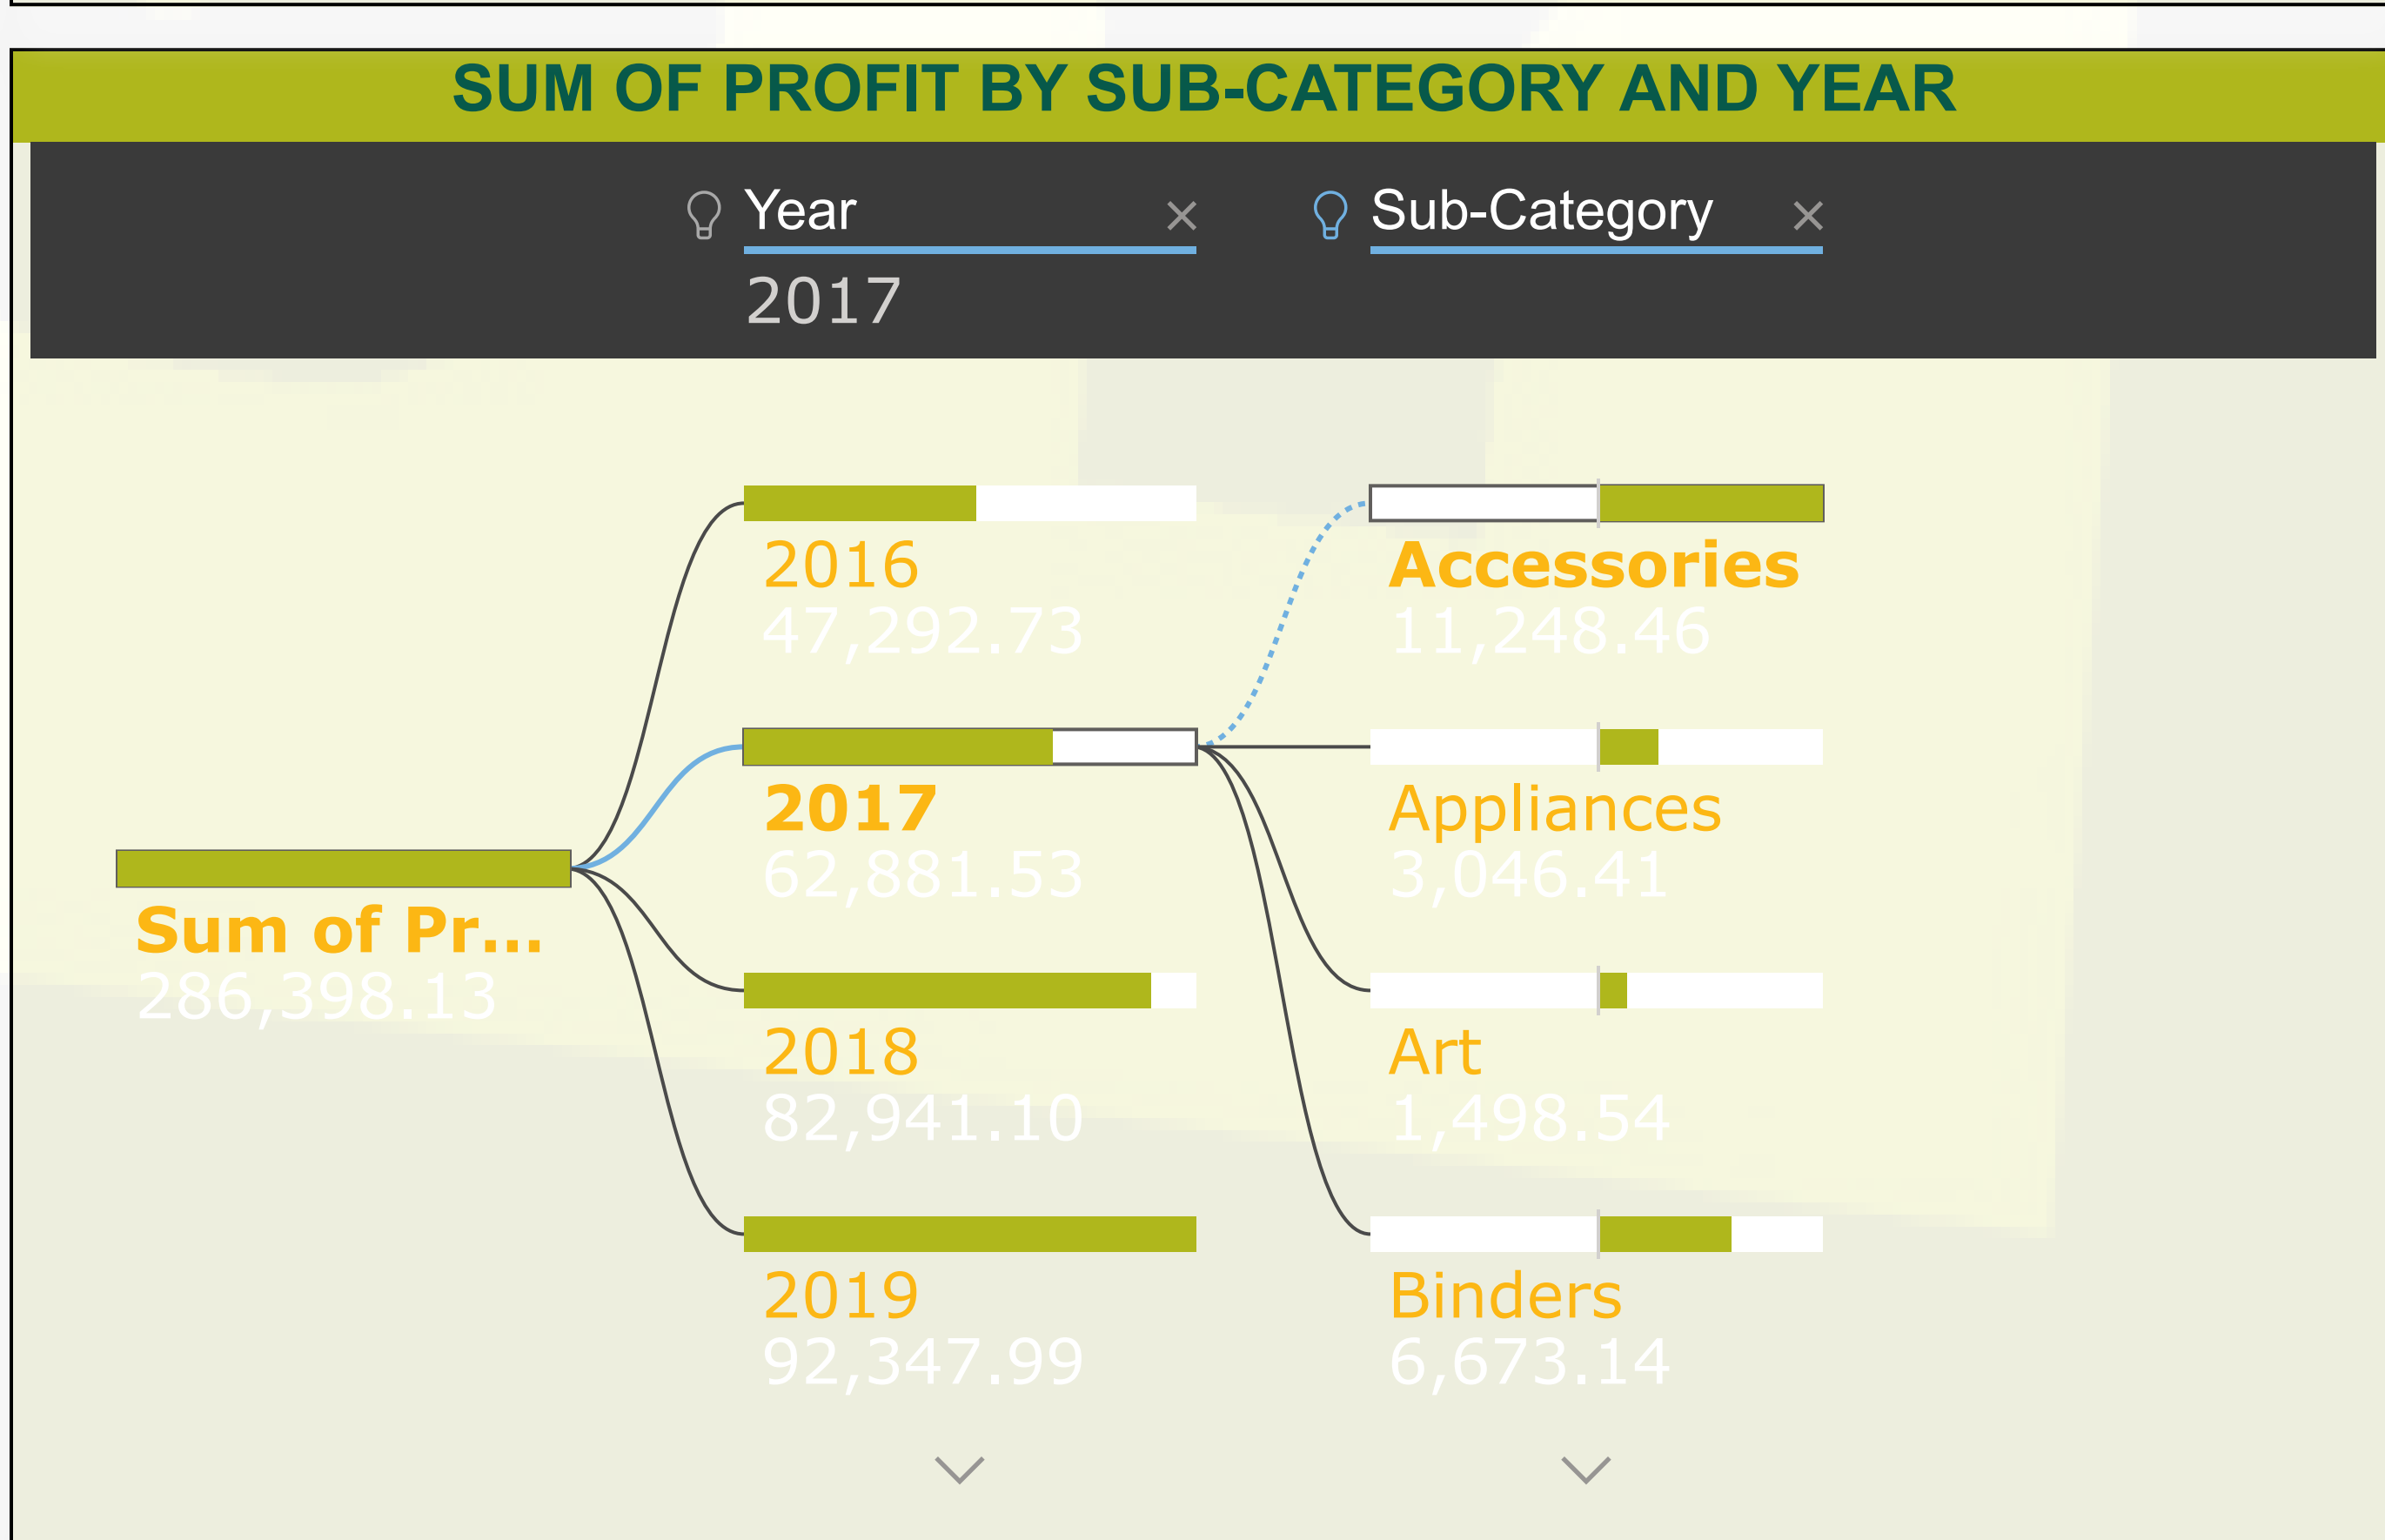 SUM OF PROFIT BY SUB-CATEGORY AND YEAR
Year
Sub-Category
2017
2016
47,292.73
Accessories
11,248.46
2017
62,881.53
Appliances
3,046.41
Sum of Pr...
286,398.13
2018
82,941.10
Art
1,498.54
2019
92,347.99
Binders
6,673.14